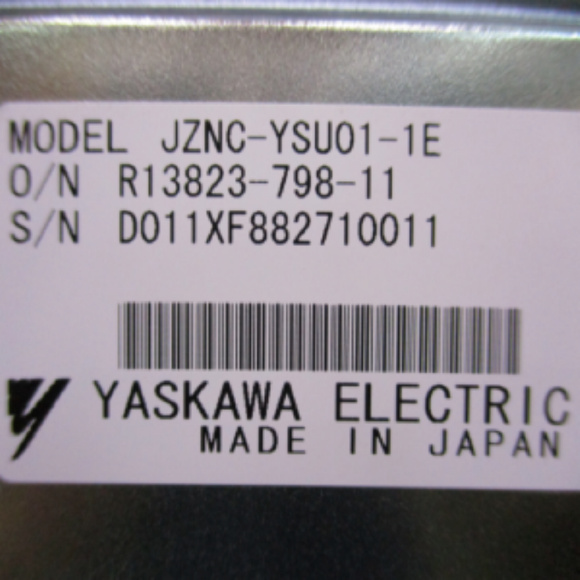 MODEL JZNC-YSU01-1E
O/N R13823-798-11
S/N D011XF882710011
YASKAWA ELECTRIC
MADE IN JAPAN